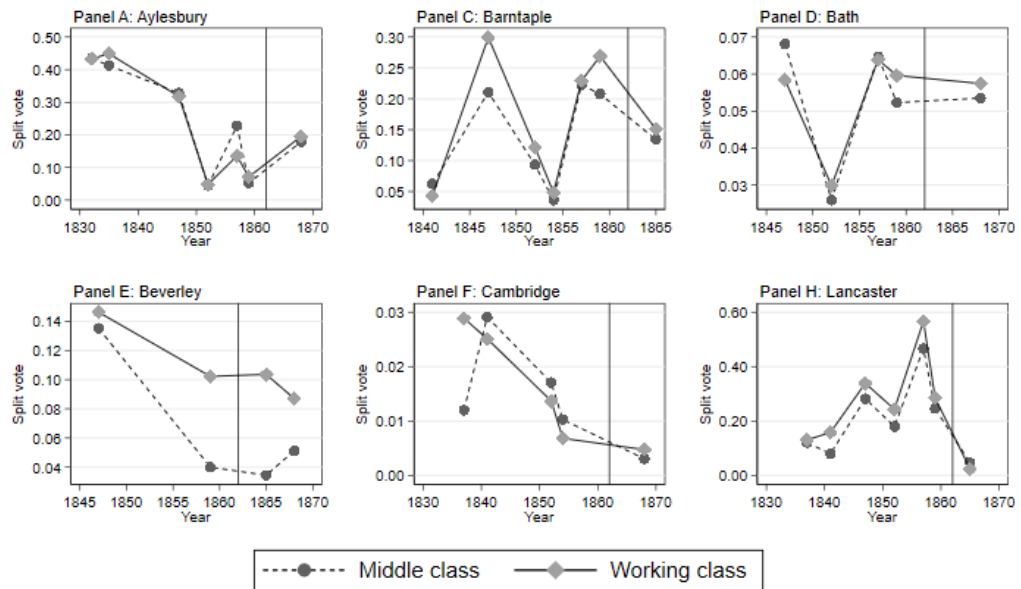 Panel A: Aylesbury
0.50
0.40
0.30
0.20
0.10
0.00
Split vote
1830 1840 1850 1860 1870
Year
Panel C: Barntaple
0.30
0.25
0.20
0.15
0.10
0.05
Split vote
1840 1845 1850 1855 1860 1865
Year
Panel D: Bath
0.07
0.06
0.05
0.04
0.03
Split vote
1845 1850 1855 1860 1865 1870
Year
Panel E: Beverley
0.14
0.12
0.10
0.08
0.06
0.04
Split vote
1845 1850 1855 1860 1865 1870
Year
Panel F: Cambridge
0.03
0.02
0.01
0.00
Split vote
1830 1840 1850 1860 1870
Year
Panel H: Lancaster
0.60
0.40
0.20
0.00
Split vote
1830 1840 1850 1860 1870
Year
Middle class
Working class